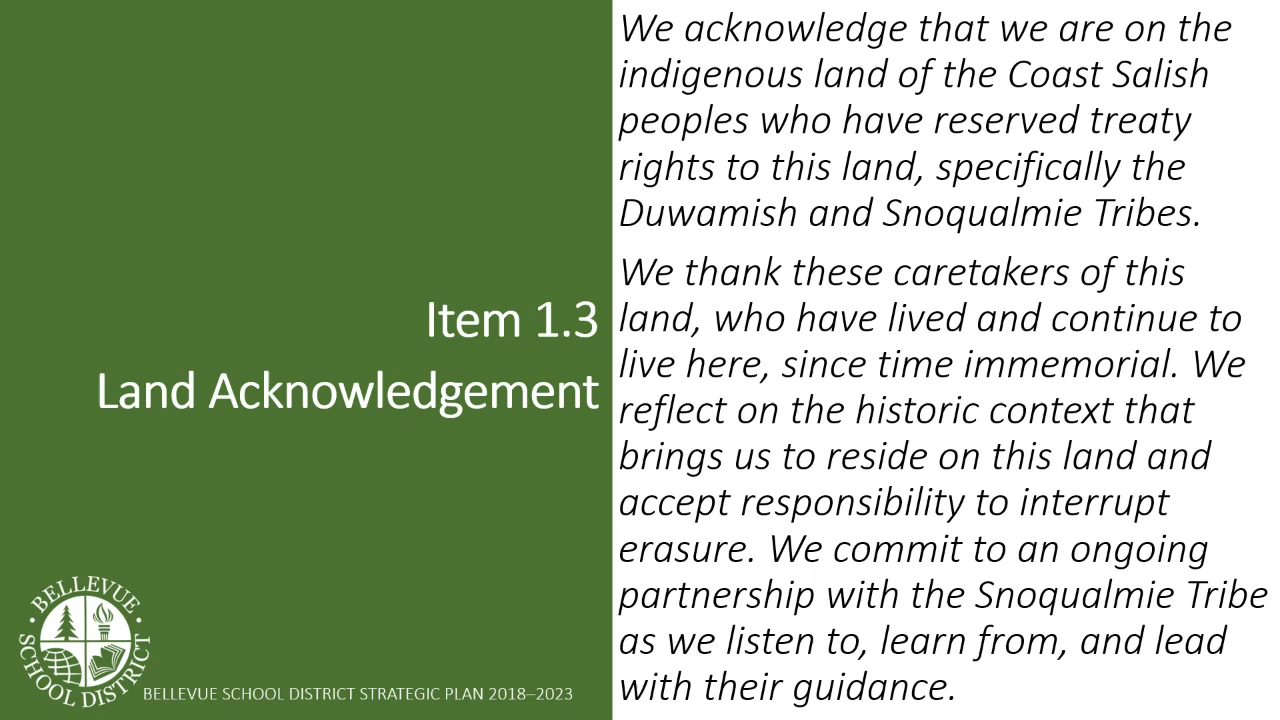 Item 1.3
Land Acknowledgement
BELLEVUE
SCHOOL DISTRICT
BELLEVUE SCHOOL DISTRICT STRATEGIC PLAN 2018–2023
We acknowledge that we are on the
indigenous land of the Coast Salish
peoples who have reserved treaty
rights to this land, specifically the
Duwamish and Snoqualmie Tribes.
We thank these caretakers of this
land, who have lived and continue to
live here, since time immemorial. We
reflect on the historic context that
brings us to reside on this land and
accept responsibility to interrupt
erasure. We commit to an ongoing
partnership with the Snoqualmie Tribe
as we listen to, learn from, and lead
with their guidance.